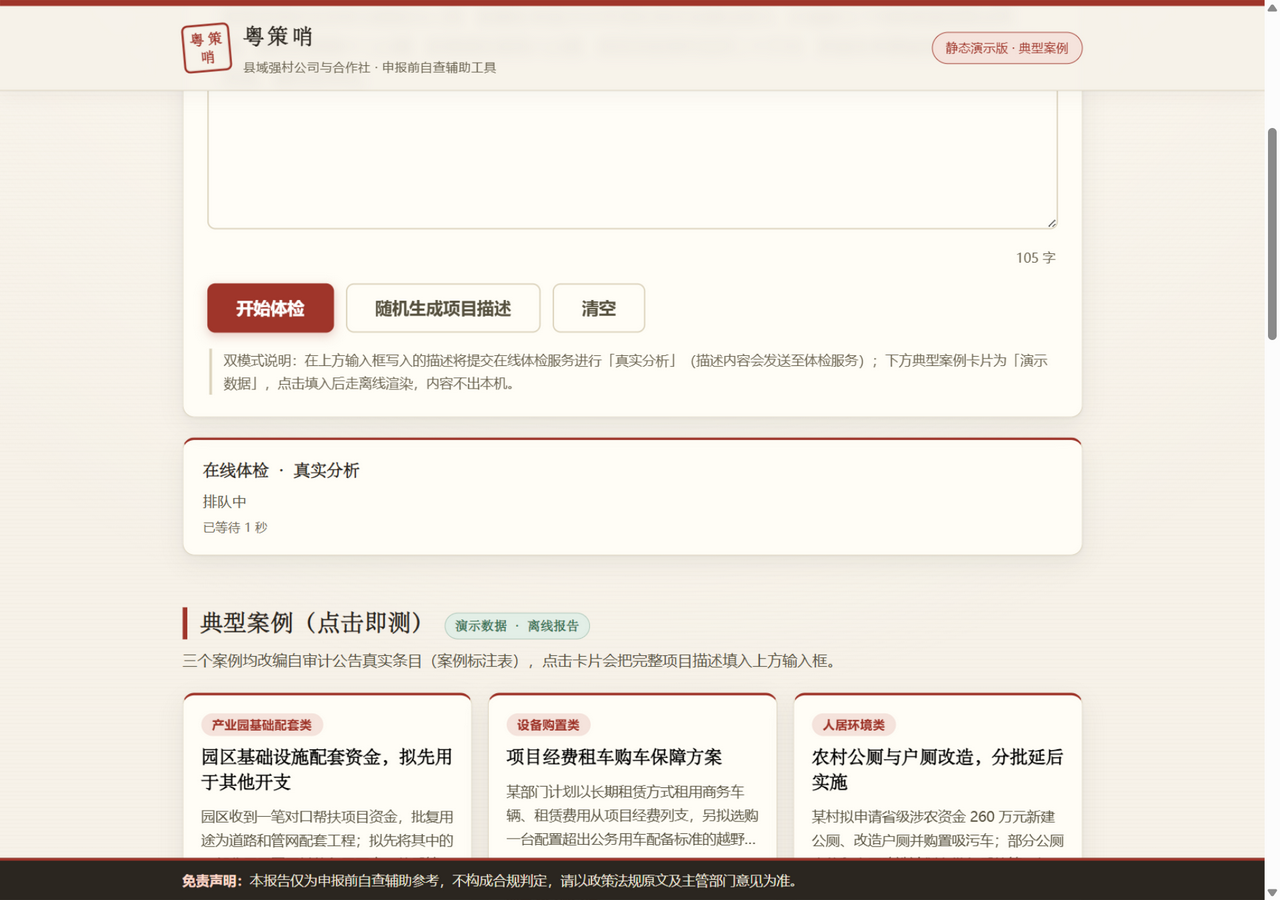 粤策
哨
粤策哨
县域强村公司与合作社 · 申报前自查辅助工具
静态演示版 · 典型案例
105 字
开始体检
随机生成项目描述
清空
双模式说明：在上方输入框写入的描述将提交在线体检服务进行「真实分析」（描述内容会发送至体检服务）；下方典型案例卡片为「演示
数据」，点击填入后走离线渲染，内容不出本机。
在线体检 · 真实分析
排队中
已等待 1 秒
典型案例（点击即测）
演示数据 · 离线报告
三个案例均改编自审计公告真实条目（案例标注表），点击卡片会把完整项目描述填入上方输入框。
产业园基础配套类
园区基础设施配套资金，拟先用
于其他开支
园区收到一笔对口帮扶项目资金，批复用
途为道路和管网配套工程；拟先将其中的
设备购置类
项目经费租车购车保障方案
某部门计划以长期租赁方式租用商务车
辆、租赁费用从项目经费列支，另拟选购
一台配置超出公务用车配备标准的越野...
人居环境类
农村公厕与户厕改造，分批延后
实施
某村拟申请省级涉农资金 260 万元新建
公厕、改造户厕并购置吸污车；部分公厕
免责声明：本报告仅为申报前自查辅助参考，不构成合规判定，请以政策法规原文及主管部门意见为准。